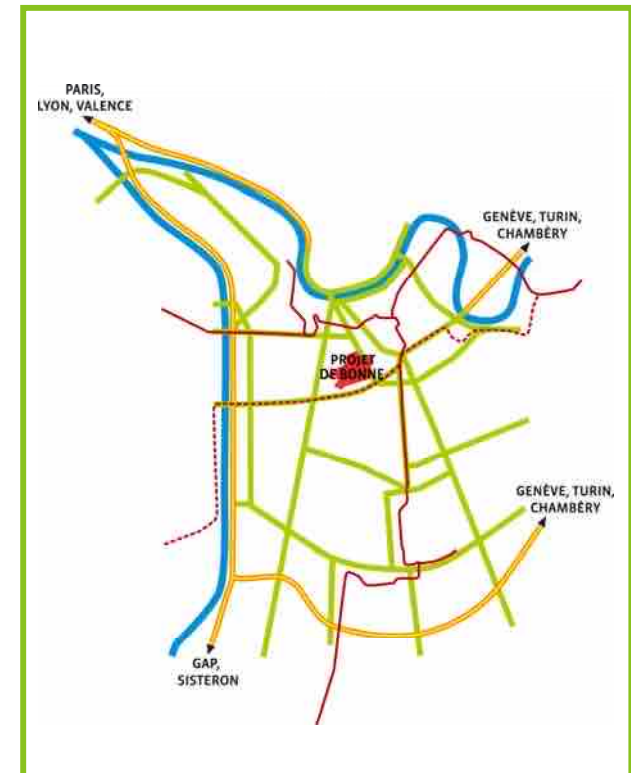 PARIS,
LYON, VALENCE
GENÈVE, TURIN,
CHAMBÉRY
PROJET
DE BONNE
GENÈVE, TURIN,
CHAMBÉRY
GAP,
SISTERON